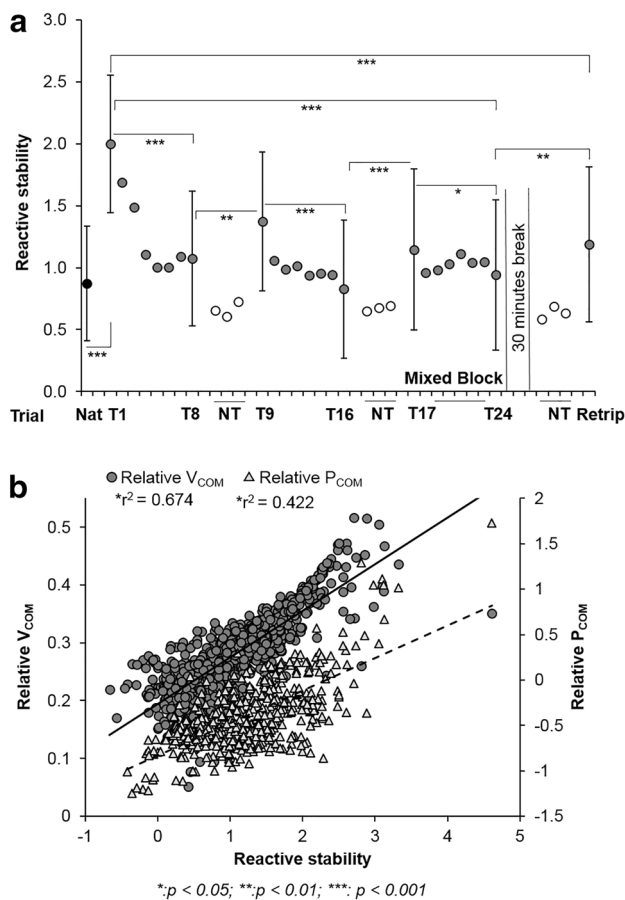 a
Reactive stability
3.0
2.5
2.0
1.5
1.0
0.5
0.0
***
***
***
**
***
***
*
**
***
30 minutes break
Mixed Block
Trial Nat T1 T8 NT T9 T16 NT T17 T24 NT Retrip
b
Relative VCOM Relative PCOM
*r² = 0.674 *r² = 0.422
Relative VCOM
0.5
0.4
0.3
0.2
0.1
0
Relative PCOM
2
1.5
1
0.5
0
-0.5
-1
-1.5
-1 0 1 2 3 4 5
Reactive stability
*:p < 0.05; **:p < 0.01; ***: p < 0.001